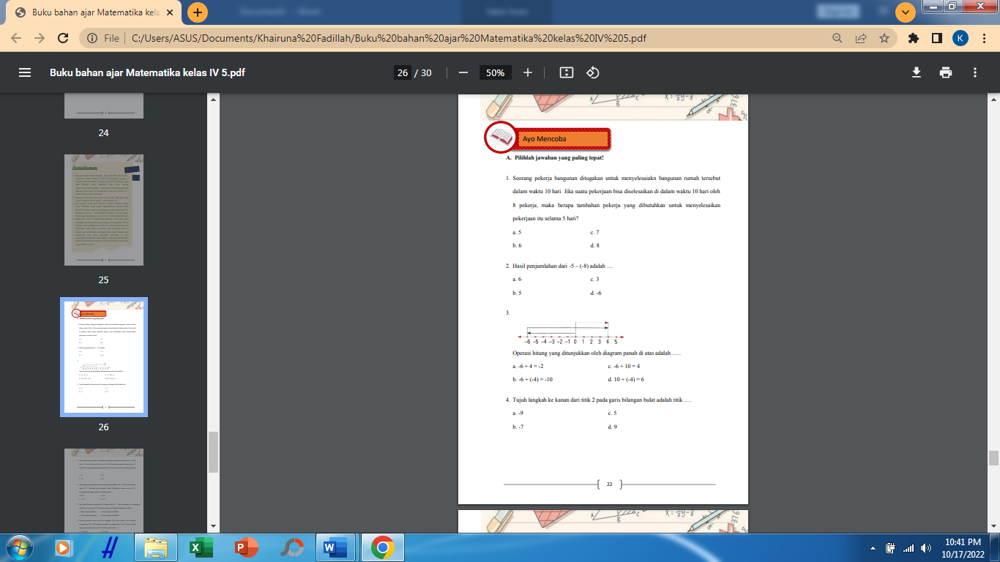 Buku bahan ajar Matematika kela
File
C:/Users/ASUS/Documents/Khairuna%20Fadillah/Buku%20bahan%20ajar%20Matematika%20kelas%20IV%205.pdf
K
Buku bahan ajar Matematika kelas IV 5.pdf
26 / 30
50%
24
25
26
Ayo Mencoba
A. Pilihlah jawaban yang paling tepat!
1. Seorang pekerja bangunan ditugakan untuk menyelesaiakn bangunan rumah tersebut
dalam waktu 10 hari. Jika suatu pekerjaan bisa diselesaikan di dalam waktu 10 hari oleh
8 pekerja, maka berapa tambahan pekerja yang dibutuhkan untuk menyelesaikan
pekerjaan itu selama 5 hari?
a. 5 c. 7
b. 6 d. 8
2. Hasil penjumlahan dari -5 – (-8) adalah ....
a. 6 c. 3
b. 5 d. -6
3.
-6 -5 -4 -3 -2 -1 0 1 2 3 4 5
Operasi hitung yang ditunjukkan oleh diagram panah di atas adalah ......
a. -6 + 4 = -2 c. -6 + 10 = 4
b. -6 + (-4) = -10 d. 10 + (-4) = 6
4. Tujuh langkah ke kanan dari titik 2 pada garis bilangan bulat adalah titik .....
a. -9 c. 5
b. -7 d. 9
22
10:41 PM
10/17/2022